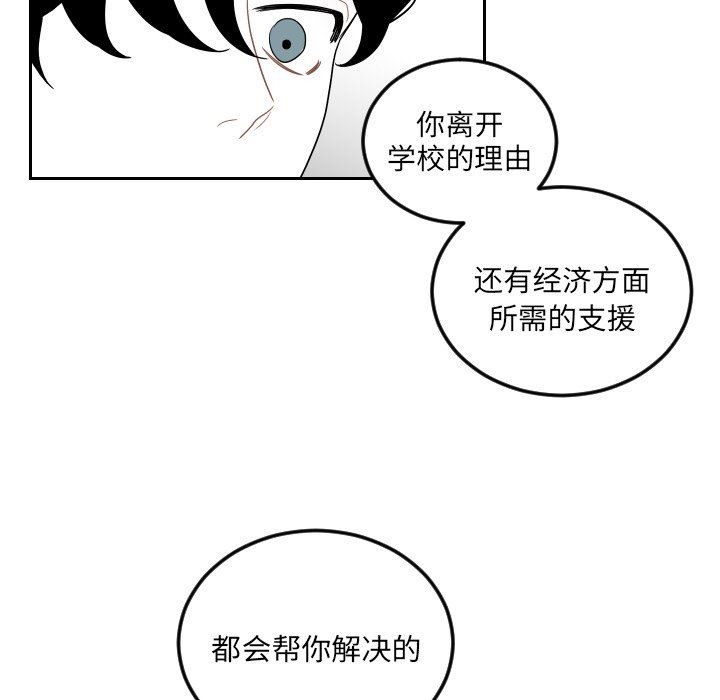 你离开
学校的理由
还有经济方面
所需的支援
都会帮你解决的